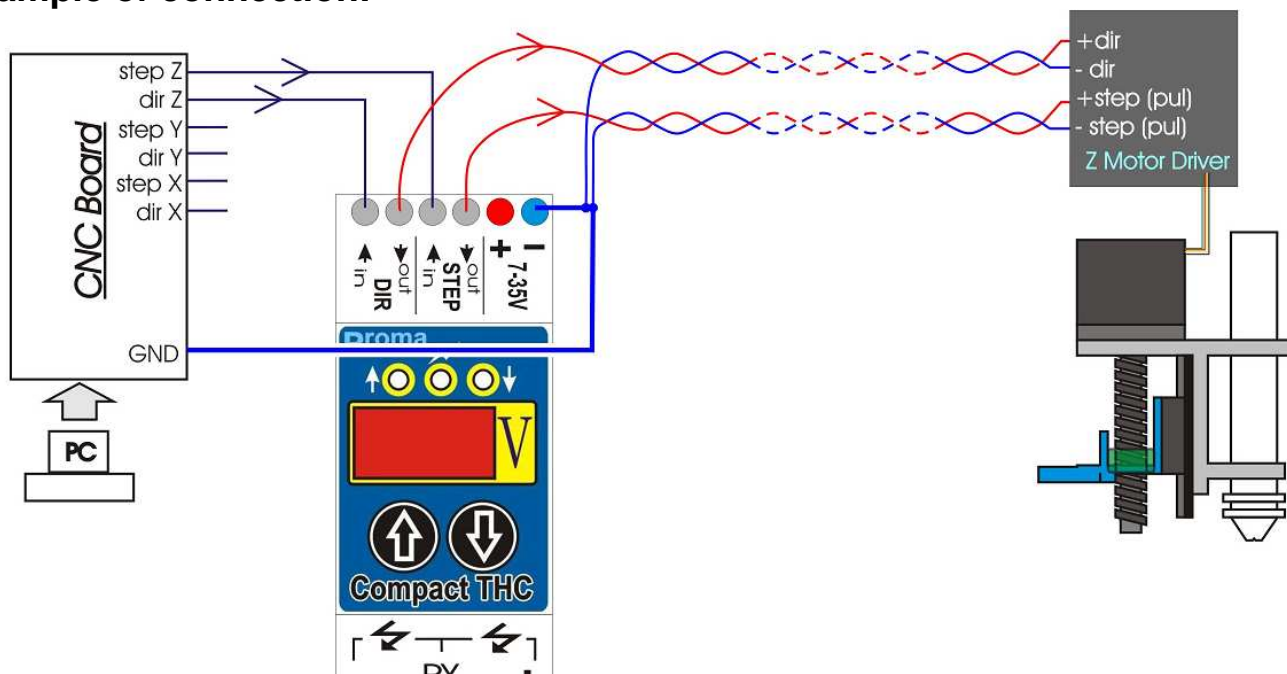 step Z
dir Z
step Y
dir Y
step X
dir X
CNC Board
GND
PC
+dir
- dir
+step (pul)
- step (pul)
Z Motor Driver
in
out
DIR
in
out
STEP
+
-
7-35V
V
Compact THC